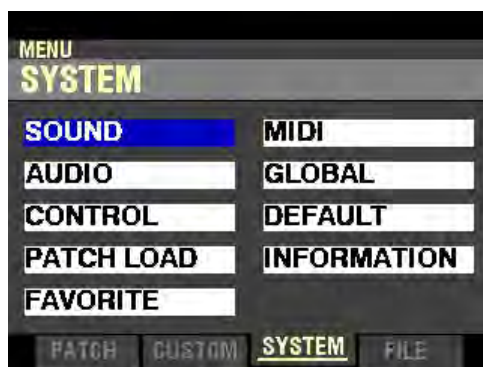 MENU
SYSTEM
SOUND MIDI
AUDIO GLOBAL
CONTROL DEFAULT
PATCH LOAD INFORMATION
FAVORITE
PATCH CUSTOM SYSTEM FILE